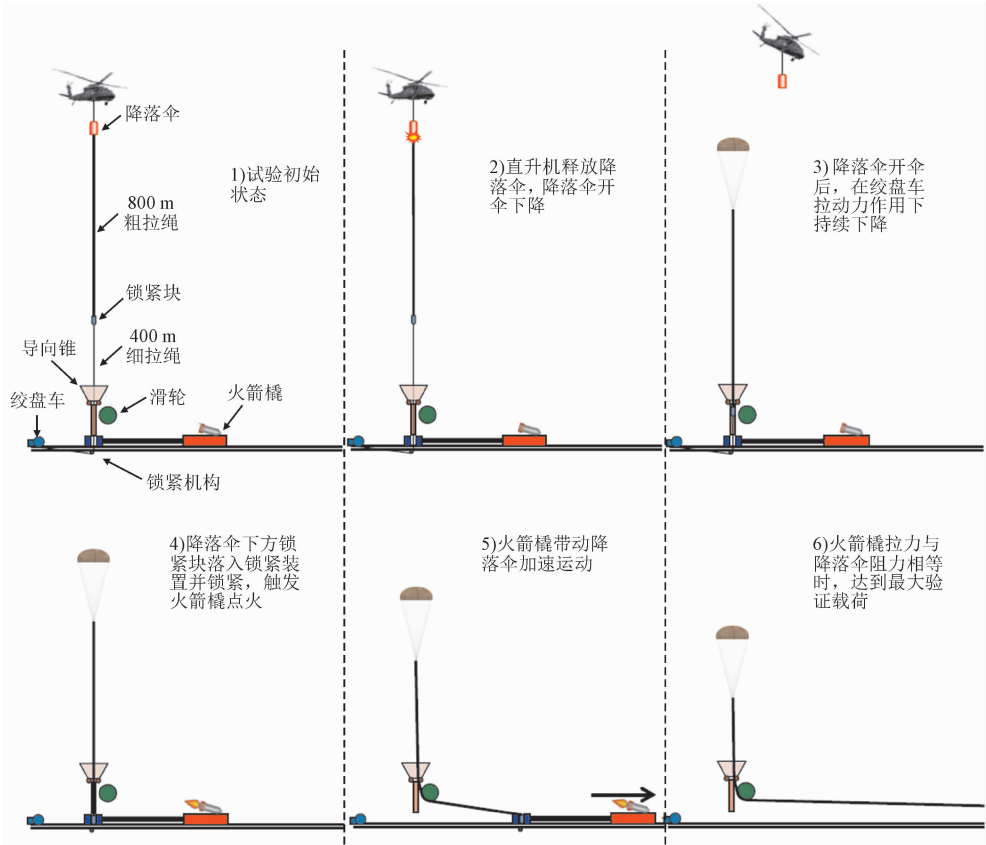 降落伞
1)试验初始
状态
800 m
粗拉绳
锁紧块
400 m
细拉绳
导向锥
绞盘车
滑轮
火箭橇
锁紧机构
2)直升机释放降
落伞，降落伞开
伞下降
3) 降落伞开伞
后，在绞盘车
拉动力作用下
持续下降
4)降落伞下方锁
紧块落入锁紧装
置并锁紧，触发
火箭橇点火
5)火箭橇带动降
落伞加速运动
6)火箭橇拉力与
降落伞阻力相等
时，达到最大验
证载荷